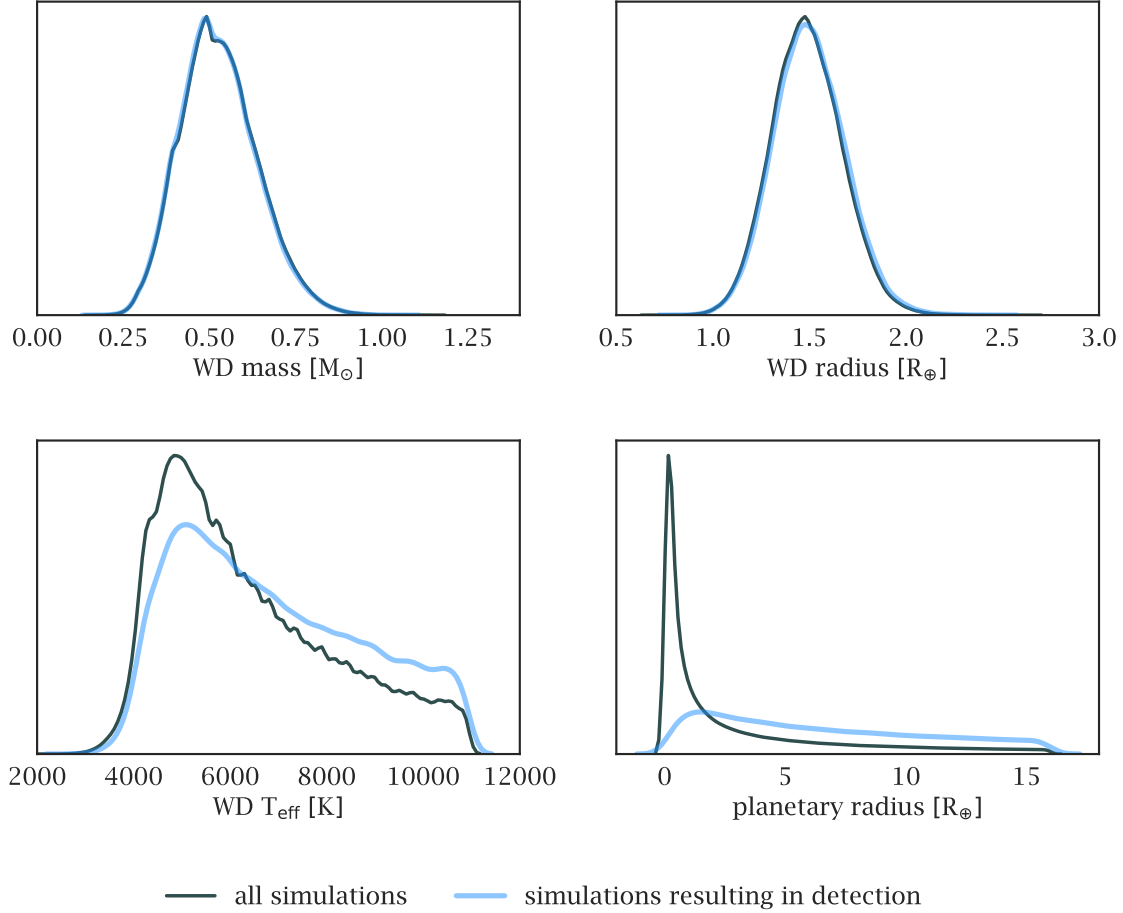 0.00 0.25 0.50 0.75 1.00 1.25
WD mass [M⊙]
0.5 1.0 1.5 2.0 2.5 3.0
WD radius [R⊕]
2000 4000 6000 8000 10000 12000
WD Teff [K]
0 5 10 15
planetary radius [R⊕]
all simulations
simulations resulting in detection